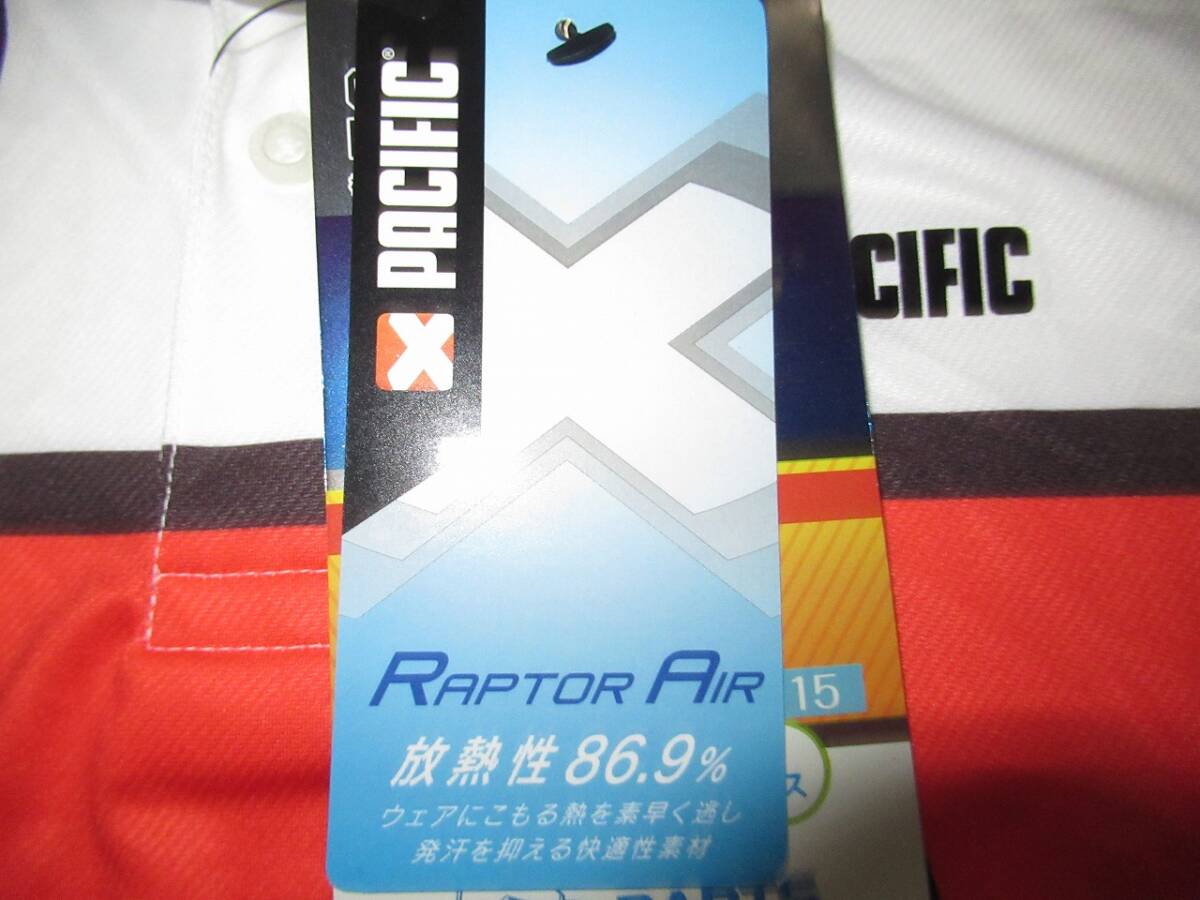 PACIFIC®
X
CIFIC
RAPTOR AIR
15
放熱性 86.9%
ス
ウェアにこもる熱を素早く逃し
発汗を抑える快適性素材